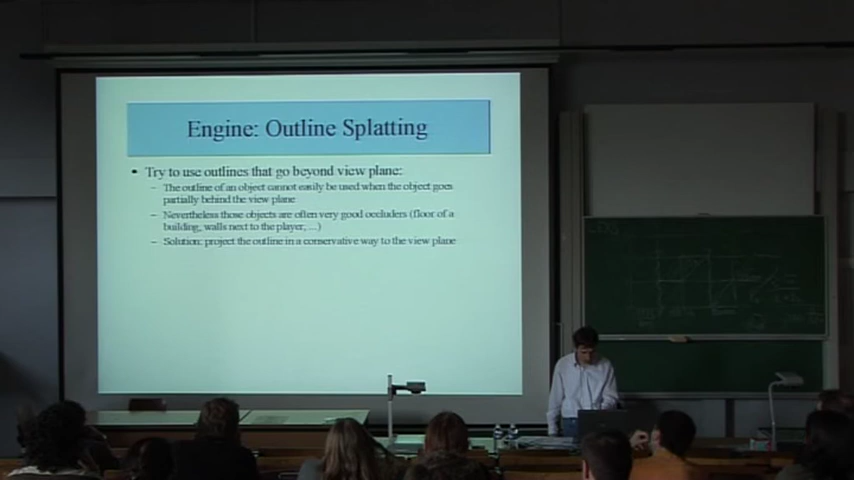 Engine: Outline Splatting
• Try to use outlines that go beyond view plane:
– The outline of an object cannot easily be used when the object goes
partially behind the view plane
– Nevertheless those objects are often very good occluders (floor of a
building, walls next to the player, ...)
– Solution: project the outline in a conservative way to the view plane